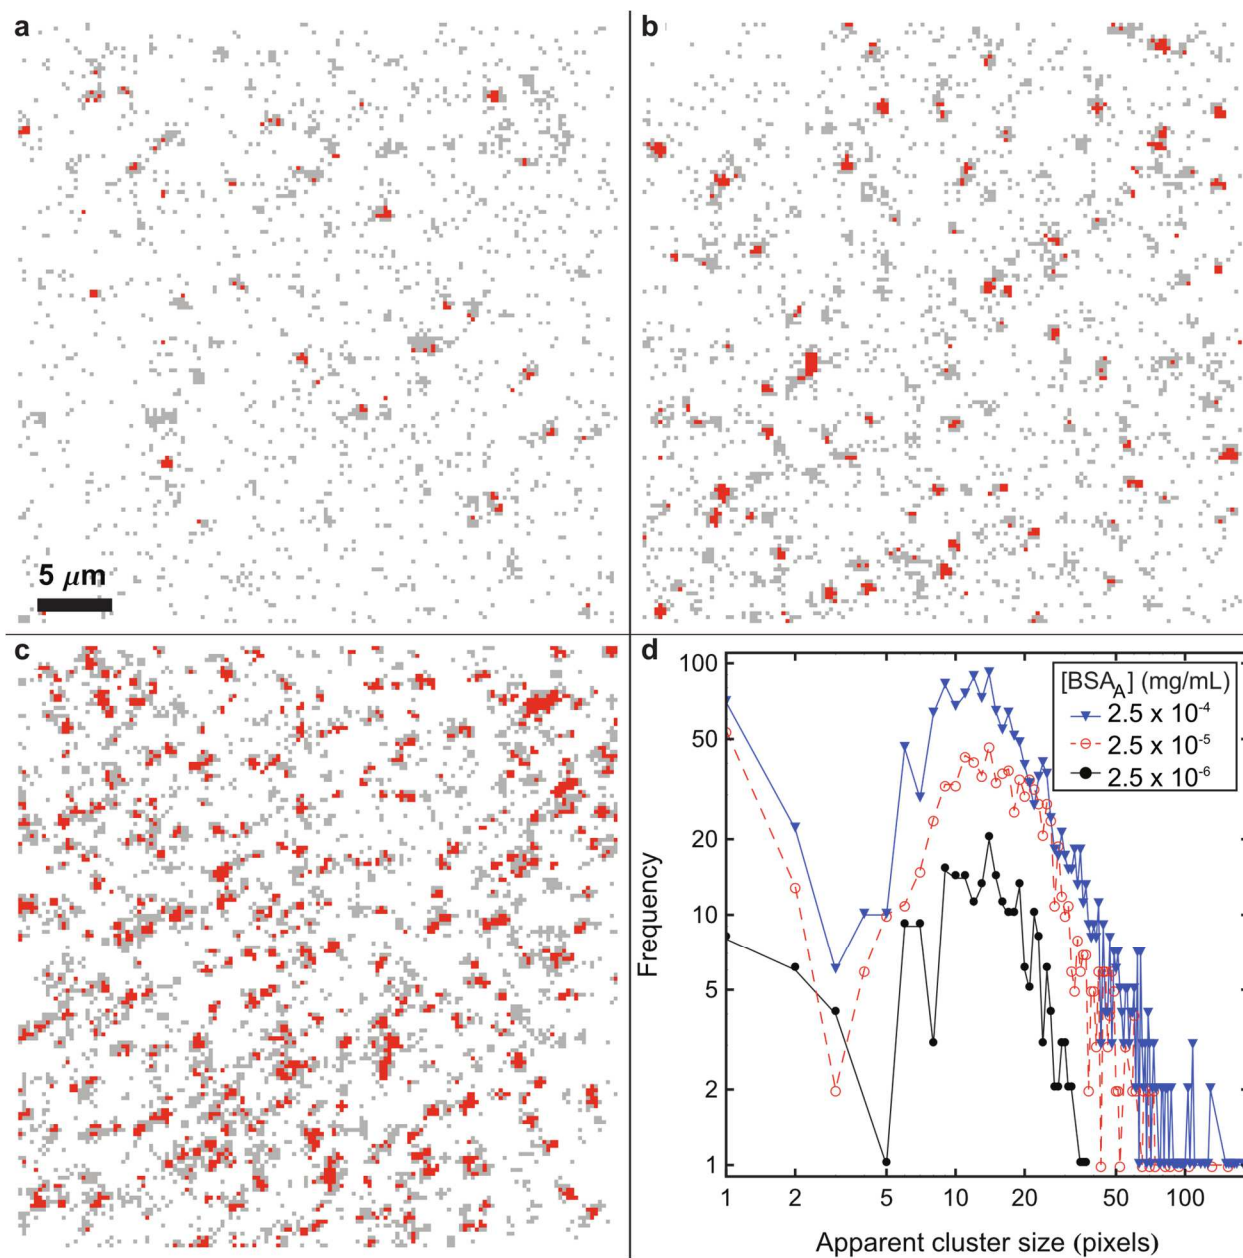 a
b
5 μm
c
d
[BSA_A] (mg/mL)
2.5 x 10⁻⁴
2.5 x 10⁻⁵
2.5 x 10⁻⁶
100
50
20
10
5
2
1
Frequency
1 2 5 10 20 50 100
Apparent cluster size (pixels)